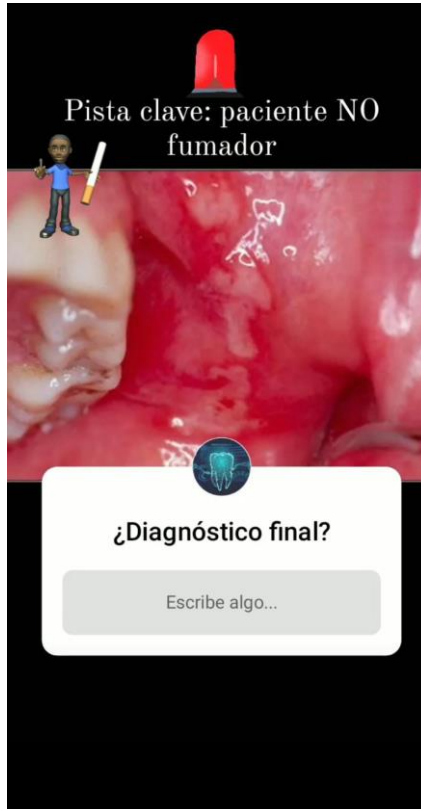 Pista clave: paciente NO
fumador
¿Diagnóstico final?
Escribe algo...